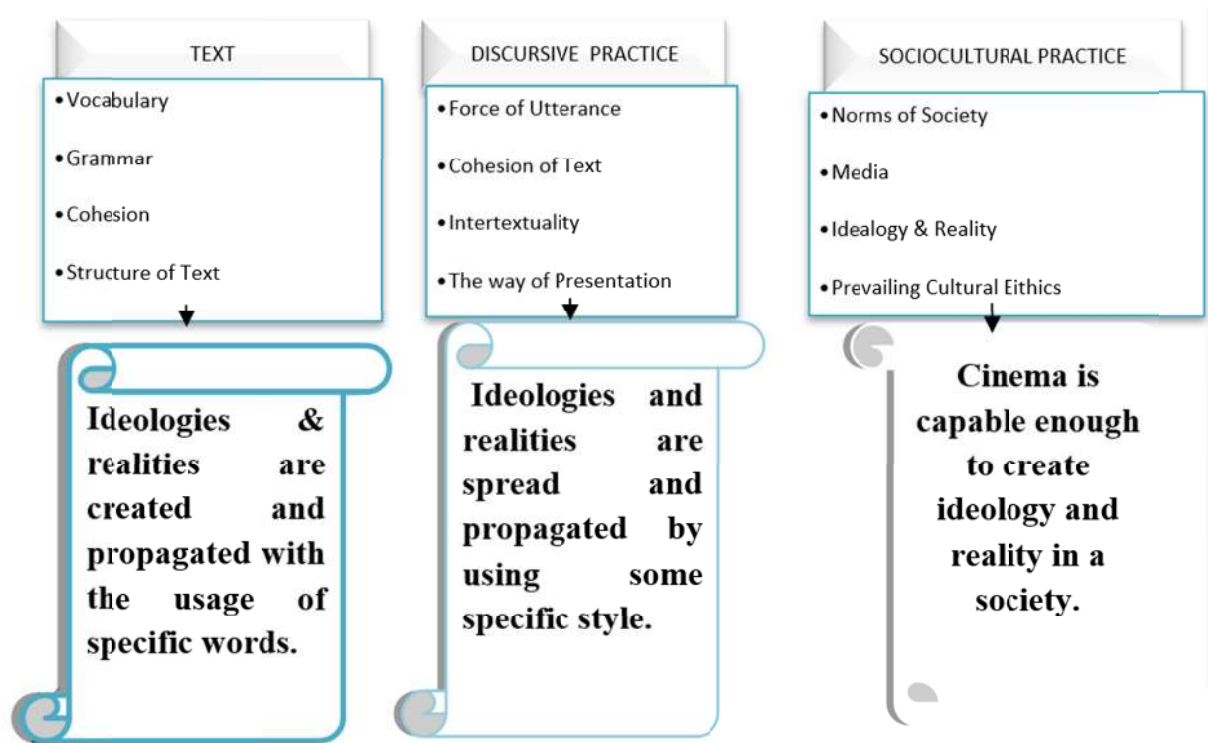 TEXT
• Vocabulary
• Grammar
• Cohesion
• Structure of Text
Ideologies &
realities are
created and
propagated with
the usage of
specific words.
DISCURSIVE PRACTICE
• Force of Utterance
• Cohesion of Text
• Intertextuality
• The way of Presentation
Ideologies and
realities are
spread and
propagated by
using some
specific style.
SOCIOCULTURAL PRACTICE
• Norms of Society
• Media
• Idealogy & Reality
• Prevailing Cultural Eithics
Cinema is
capable enough
to create
ideology and
reality in a
society.